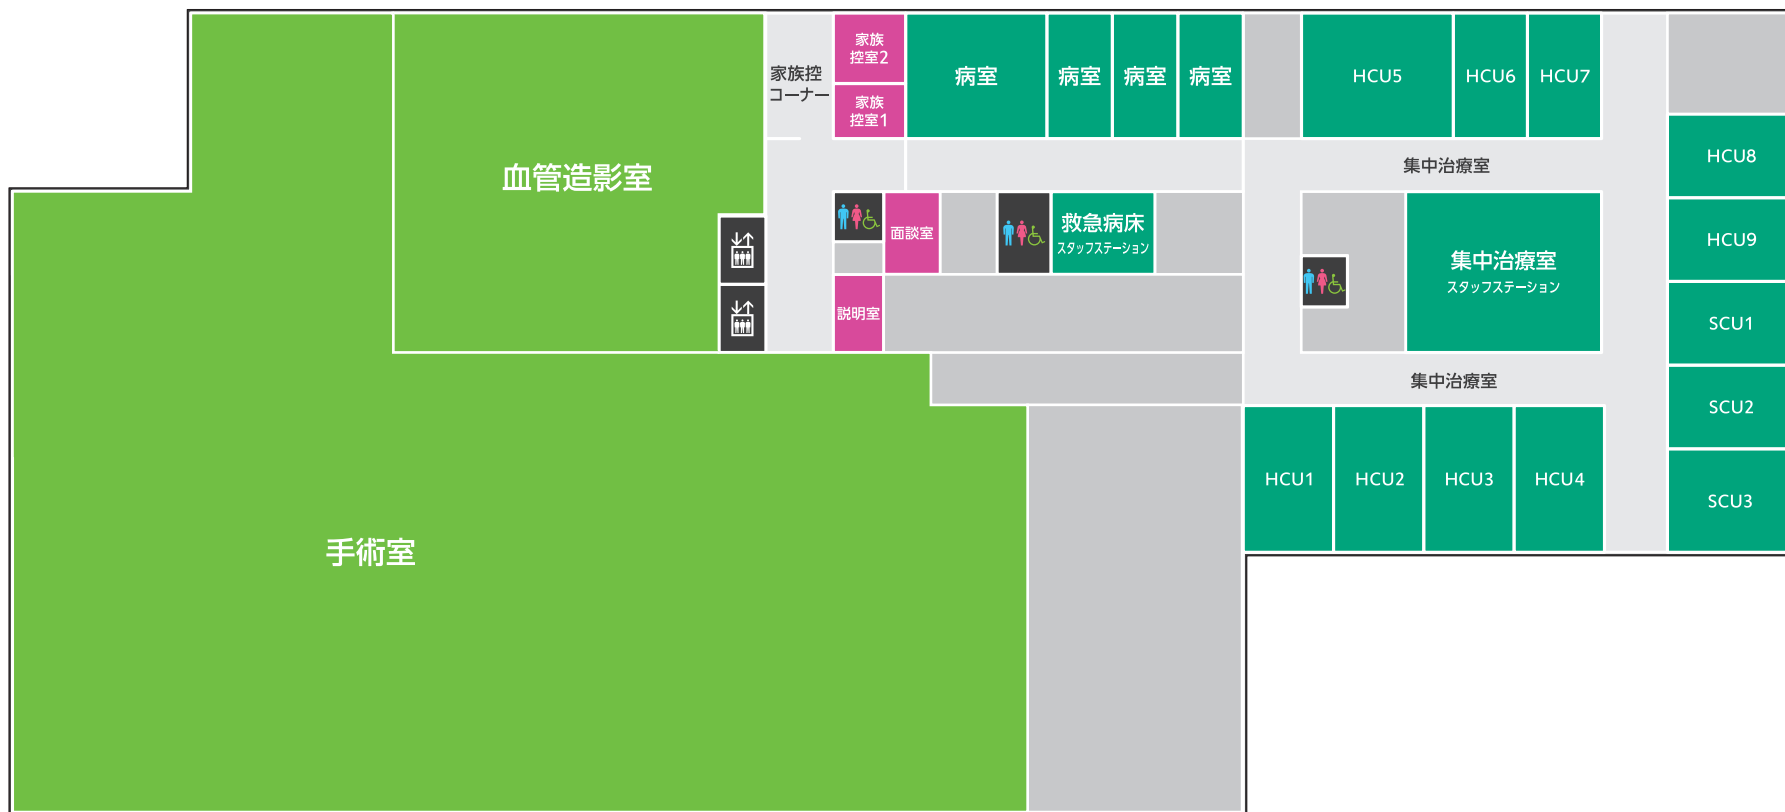 家族控
コーナー
家族
控室2
家族
控室1
病室
病室
病室
病室
HCU5
HCU6
HCU7
血管造影室
集中治療室
HCU8
面談室
救急病床
スタッフステーション
HCU9
集中治療室
スタッフステーション
説明室
SCU1
集中治療室
SCU2
HCU1
HCU2
HCU3
HCU4
SCU3
手術室